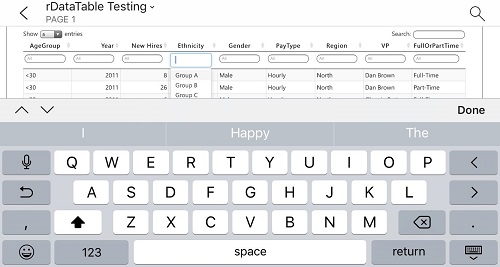 rDataTable Testing
PAGE 1
Show entries Search:
AgeGroup Year New Hires Ethnicity Gender PayType Region VP FullOrPartTime
All All All All All All All All
<30 2011 8 Group A Male Hourly North Dan Brown Full-Time
<30 2011 26 Group B Male Hourly North Dan Brown Part-Time
Group C
Done
I Happy The
Q W E R T Y U I O P
A S D F G H J K L
, Z X C V B N M .
123 space return